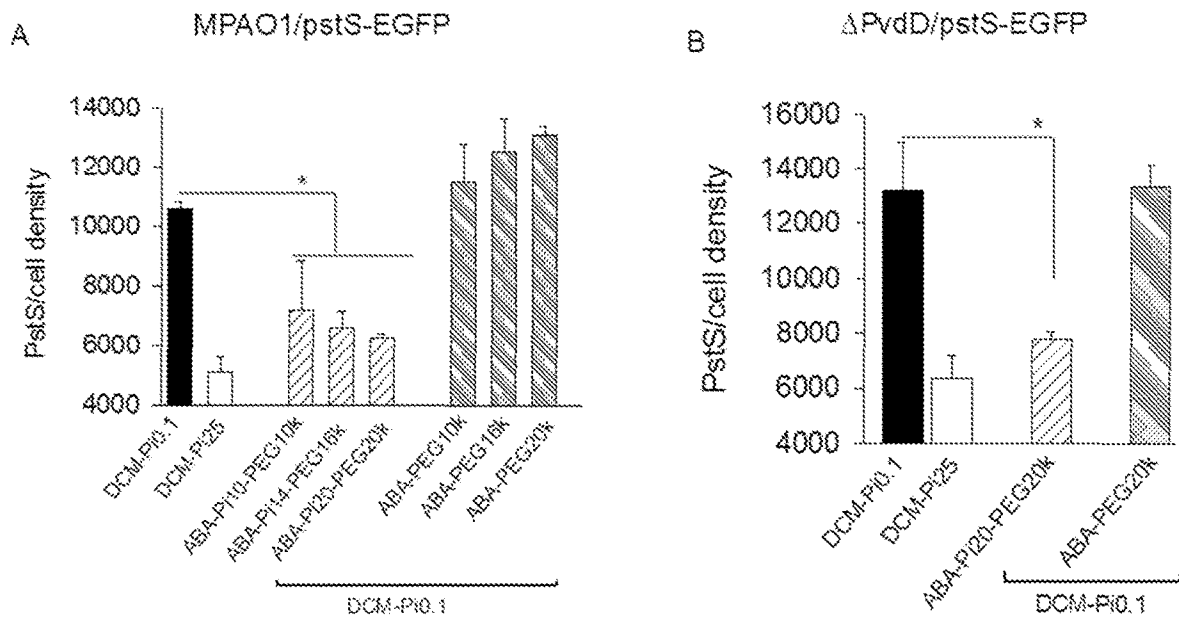 A
MPAO1/pstS-EGFP
PstS/cell density
14000
12000
10000
8000
6000
4000
*
DCM-Pi0.1
DCM-Pi25
ABA-Pi10-PEG10k
ABA-Pi14-PEG16k
ABA-Pi20-PEG20k
ABA-PEG10k
ABA-PEG16k
ABA-PEG20k
DCM-Pi0.1
B
ΔPvdD/pstS-EGFP
PstS/cell density
16000
14000
12000
10000
8000
6000
4000
*
DCM-Pi0.1
DCM-Pi25
ABA-Pi20-PEG20k
ABA-PEG20k
DCM-Pi0.1